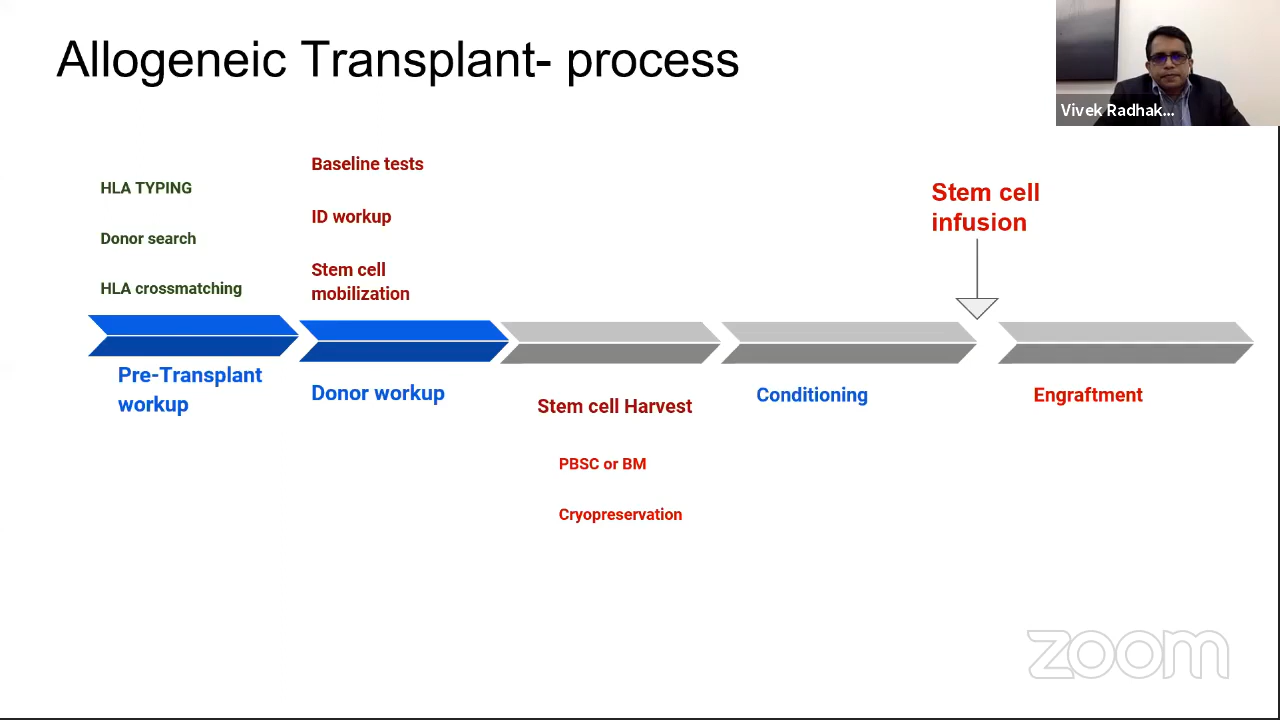 Allogeneic Transplant- process
Vivek Radhak...
HLA TYPING
Donor search
HLA crossmatching
Baseline tests
ID workup
Stem cell
mobilization
Stem cell
infusion
Pre-Transplant
workup
Donor workup
Stem cell Harvest
PBSC or BM
Cryopreservation
Conditioning
Engraftment
zoom